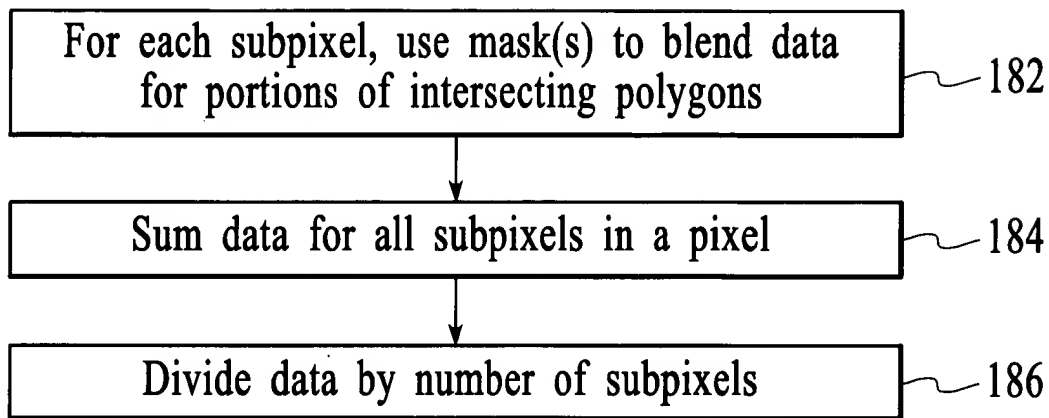 For each subpixel, use mask(s) to blend data
for portions of intersecting polygons
182
Sum data for all subpixels in a pixel
184
Divide data by number of subpixels
186